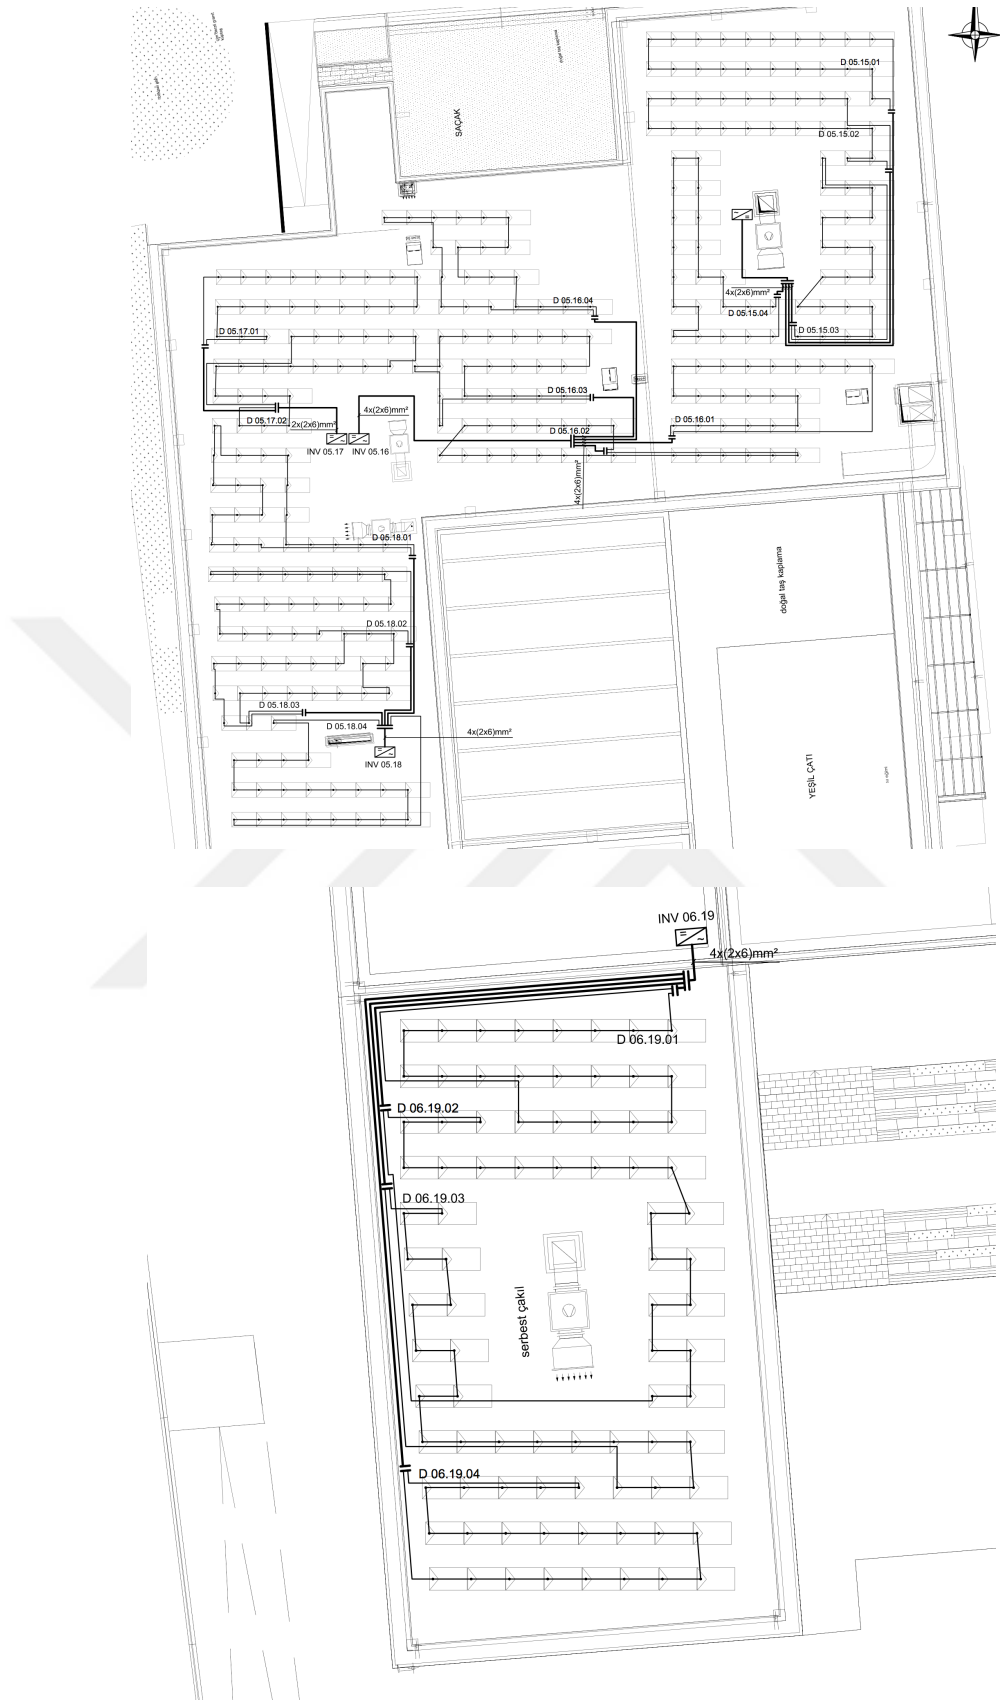 SAÇAK
D 05.15.01
D 05.15.02
4x(2x6)mm²
D 05.15.04
D 05.15.03
D 05.16.04
D 05.17.01
D 05.16.03
4x(2x6)mm²
D 05.17.02
2x(2x6)mm²
D 05.16.01
D 05.16.02
INV 05.17
INV 05.16
4x(2x6)mm²
D 05.18.01
doğal taş kaplama
D 05.18.02
D 05.18.03
D 05.18.04
4x(2x6)mm²
INV 05.18
YEŞİL ÇATI
INV 06.19
4x(2x6)mm²
D 06.19.01
D 06.19.02
D 06.19.03
serbest çakıl
D 06.19.04